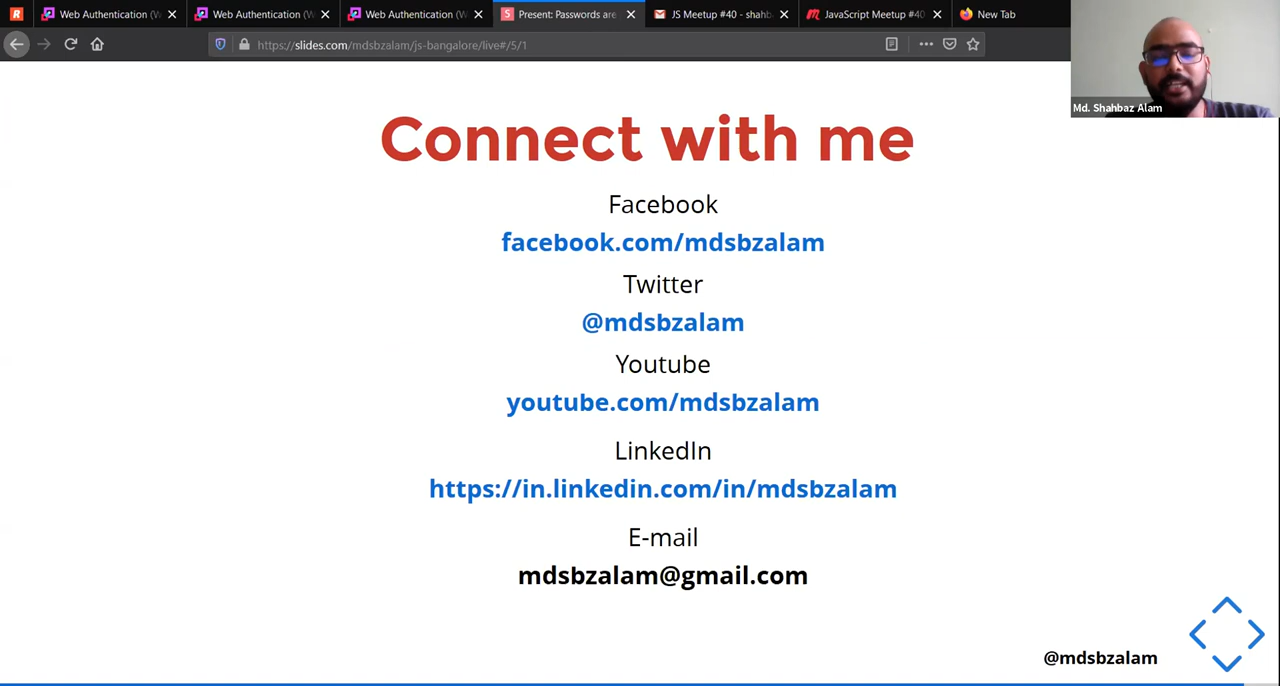 Web Authentication (W
Web Authentication (W
Web Authentication (W
Present: Passwords are
JS Meetup #40 - shahb
JavaScript Meetup #40
New Tab
https://slides.com/mdsbzalam/js-bangalore/live#/5/1
Md. Shahbaz Alam
Connect with me
Facebook
facebook.com/mdsbzalam
Twitter
@mdsbzalam
Youtube
youtube.com/mdsbzalam
LinkedIn
https://in.linkedin.com/in/mdsbzalam
E-mail
mdsbzalam@gmail.com
@mdsbzalam